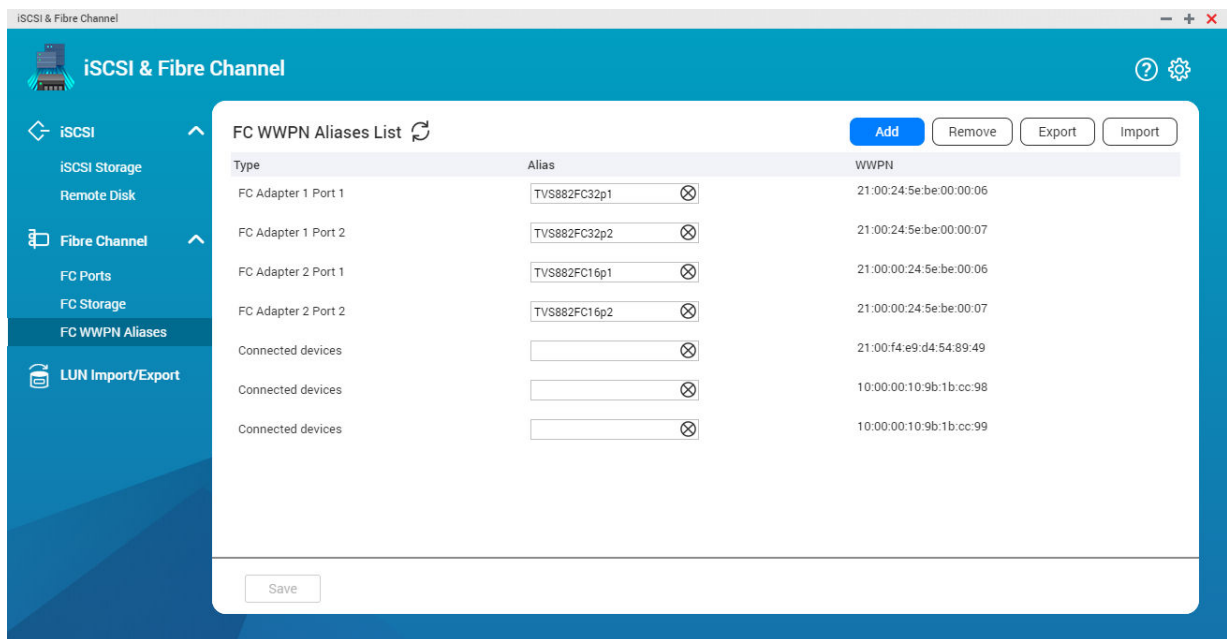 iSCSI & Fibre Channel
iSCSI & Fibre Channel
iSCSI
iSCSI Storage
Remote Disk
Fibre Channel
FC Ports
FC Storage
FC WWPN Aliases
LUN Import/Export
FC WWPN Aliases List
Add Remove Export Import
Type Alias WWPN
FC Adapter 1 Port 1 TVS882FC32p1 21:00:24:5e:be:00:00:06
FC Adapter 1 Port 2 TVS882FC32p2 21:00:24:5e:be:00:00:07
FC Adapter 2 Port 1 TVS882FC16p1 21:00:00:24:5e:be:00:06
FC Adapter 2 Port 2 TVS882FC16p2 21:00:00:24:5e:be:00:07
Connected devices 21:00:f4:e9:d4:54:89:49
Connected devices 10:00:00:10:9b:1b:cc:98
Connected devices 10:00:00:10:9b:1b:cc:99
Save